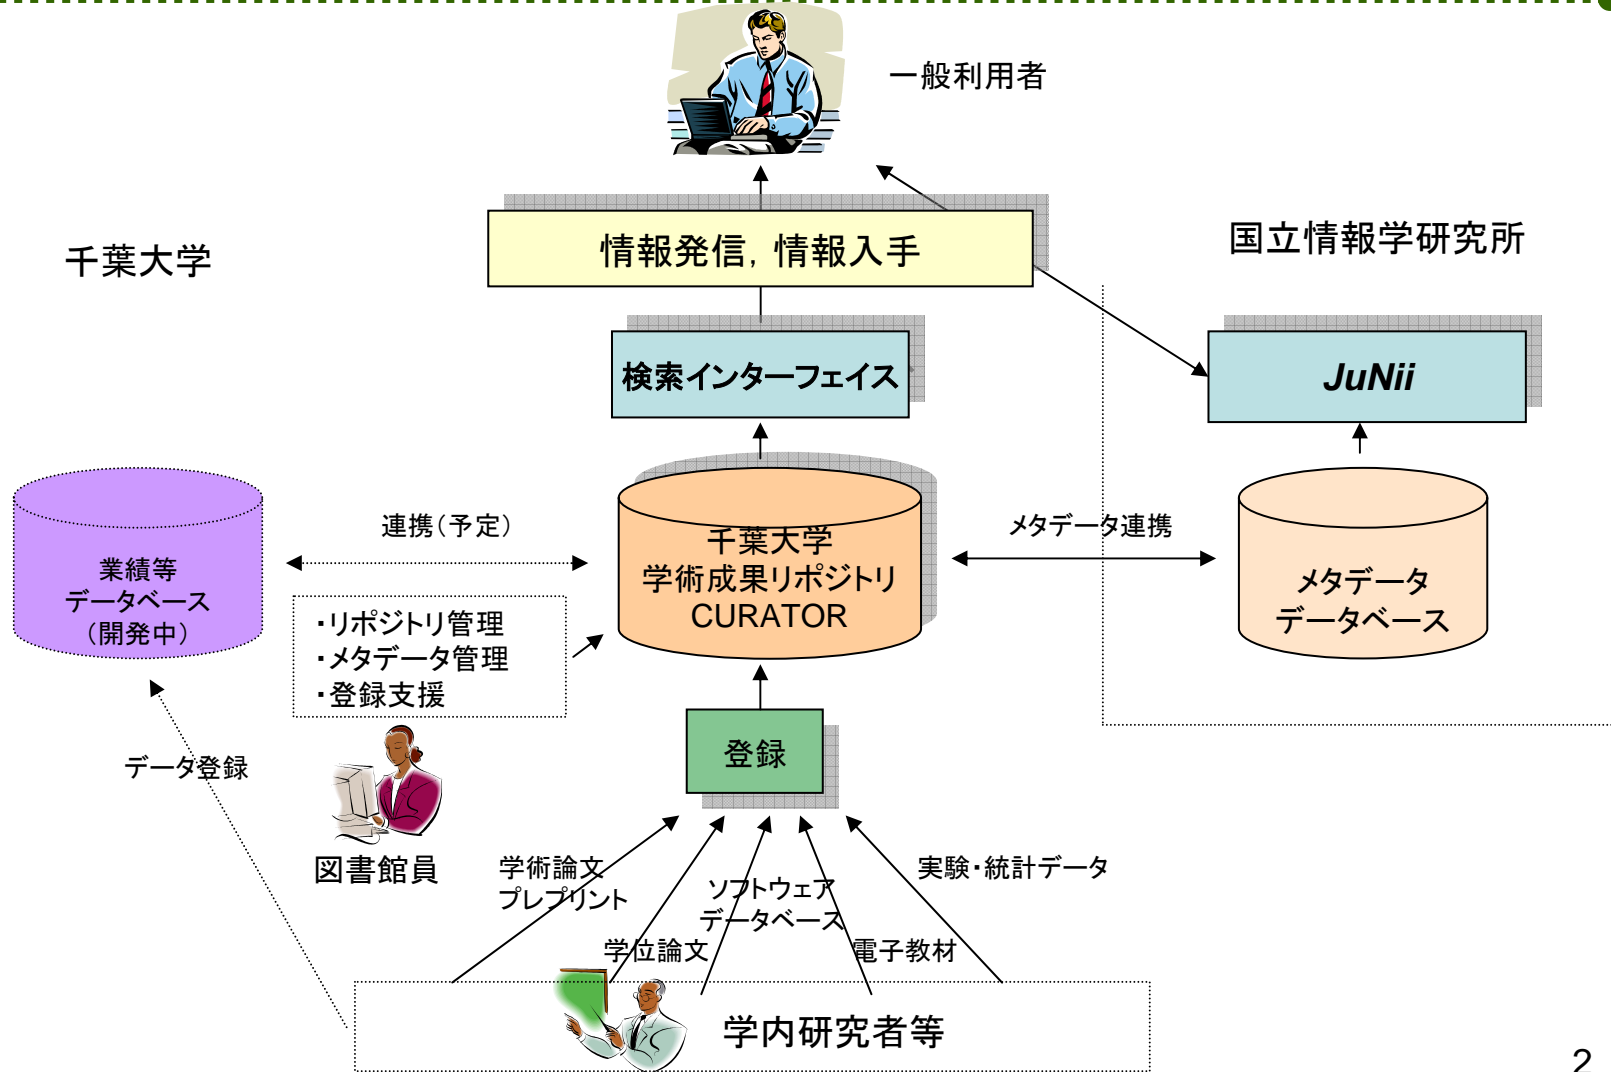 一般利用者
千葉大学
情報発信，情報入手
国立情報学研究所
検索インターフェイス
JuNii
連携（予定）
メタデータ連携
業績等
データベース
（開発中）
千葉大学
学術成果リポジトリ
CURATOR
メタデータ
データベース
・リポジトリ管理
・メタデータ管理
・登録支援
登録
データ登録
図書館員
学術論文
プレプリント
学位論文
ソフトウェア
データベース
電子教材
実験・統計データ
学内研究者等
2